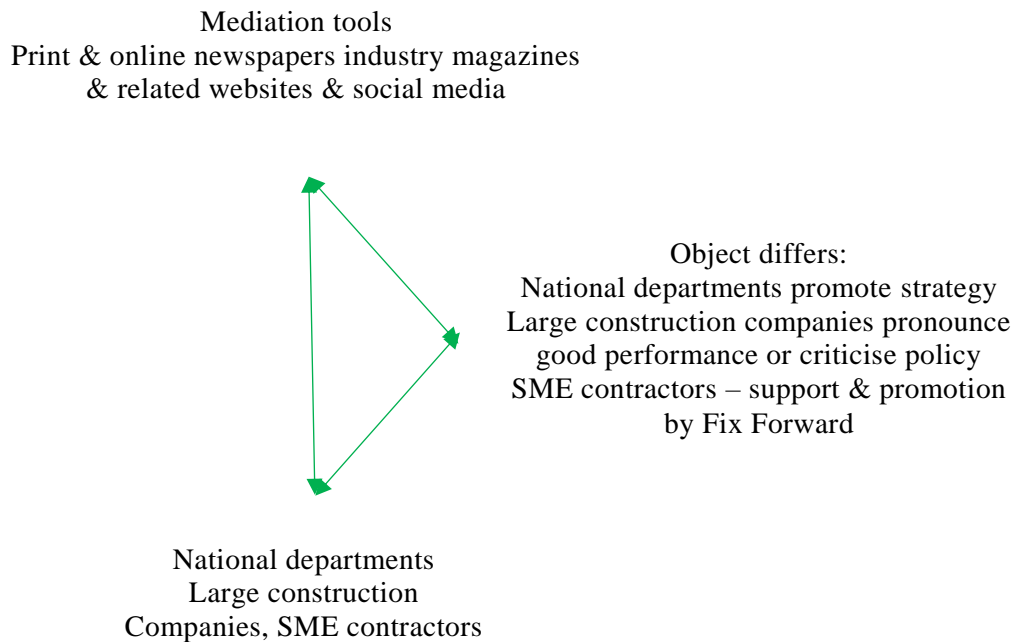 Mediation tools
Print & online newspapers industry magazines
& related websites & social media
Object differs:
National departments promote strategy
Large construction companies pronounce
good performance or criticise policy
SME contractors – support & promotion
by Fix Forward
National departments
Large construction
Companies, SME contractors